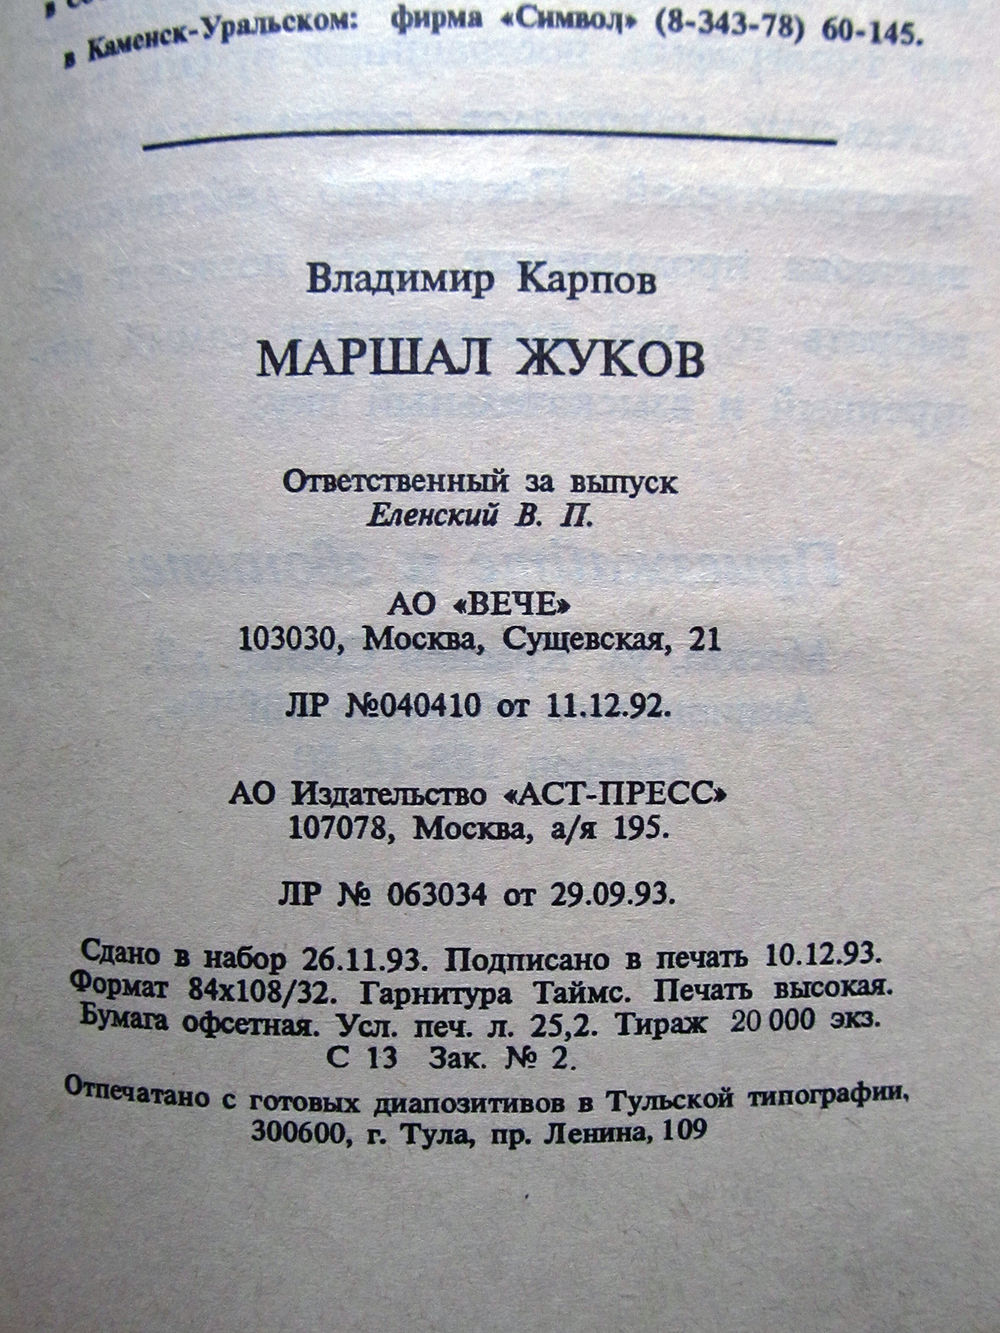 в Каменск-Уральском: фирма «Символ» (8-343-78) 60-145.
Владимир Карпов
МАРШАЛ ЖУКОВ
Ответственный за выпуск
Еленский В. П.
АО «ВЕЧЕ»
103030, Москва, Сущевская, 21
ЛР №040410 от 11.12.92.
АО Издательство «АСТ-ПРЕСС»
107078, Москва, а/я 195.
ЛР № 063034 от 29.09.93.
Сдано в набор 26.11.93. Подписано в печать 10.12.93.
Формат 84х108/32. Гарнитура Таймс. Печать высокая.
Бумага офсетная. Усл. печ. л. 25,2. Тираж 20 000 экз.
С 13 Зак. № 2.
Отпечатано с готовых диапозитивов в Тульской типографии,
300600, г. Тула, пр. Ленина, 109